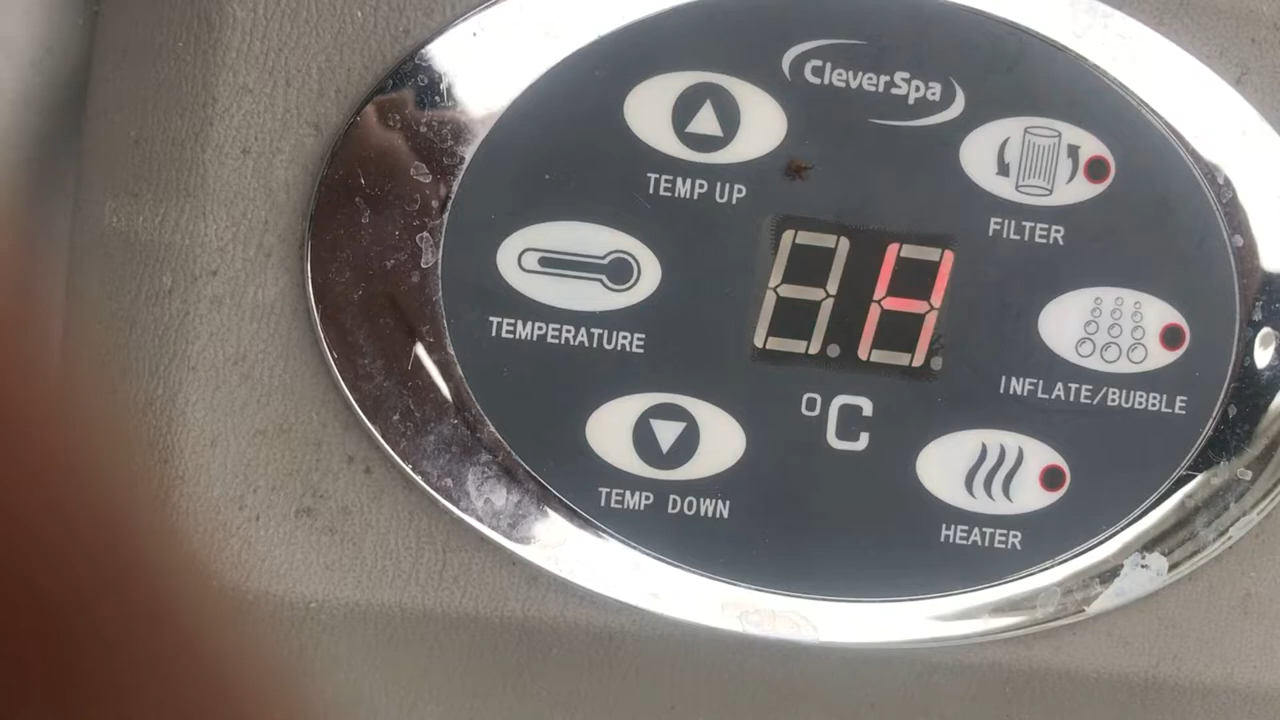 CleverSpa
TEMP UP
FILTER
H
TEMPERATURE
INFLATE/BUBBLE
°C
TEMP DOWN
HEATER